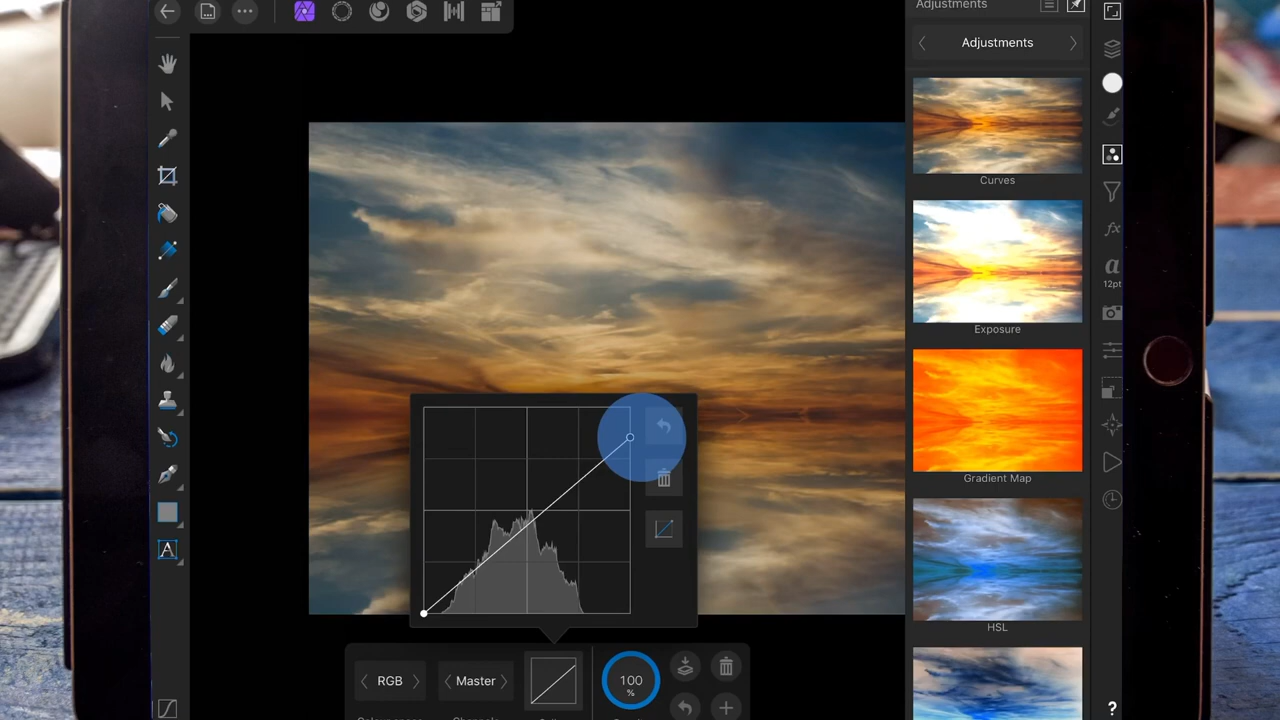 Adjustments
Adjustments
Curves
Exposure
Gradient Map
HSL
a
12pt
A
RGB
Master
100
%
?